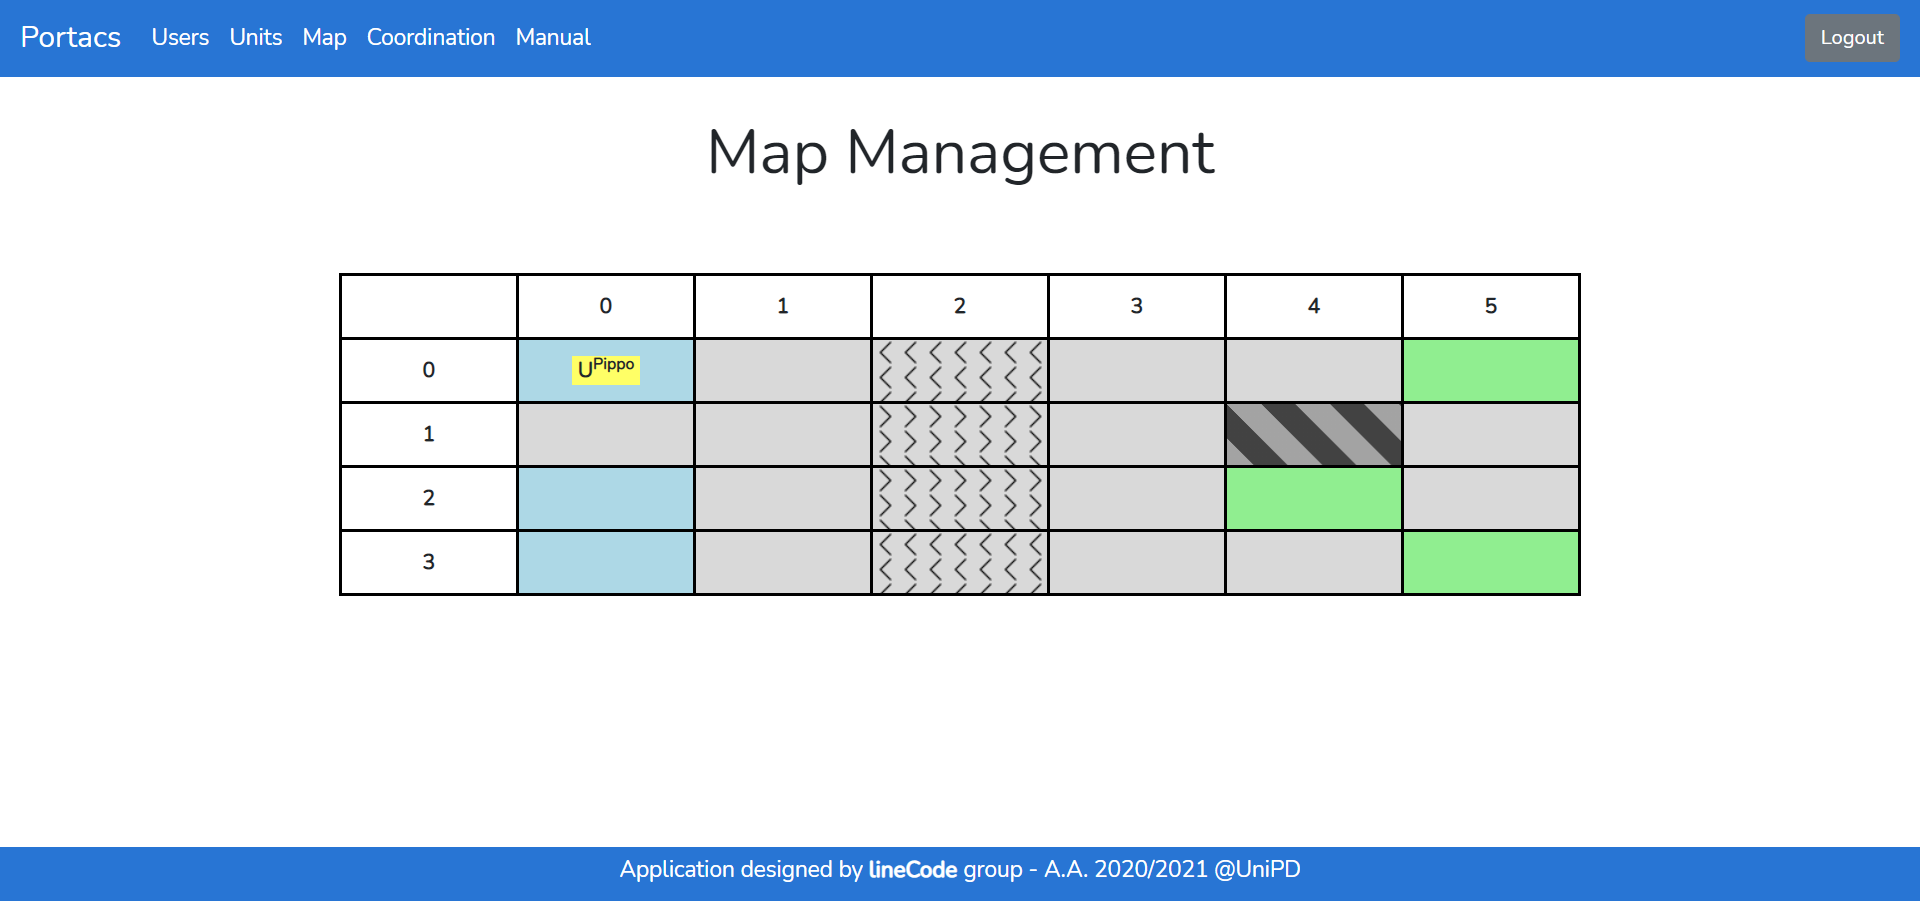 Portacs Users Units Map Coordination Manual Logout
Map Management
0 1 2 3 4 5
0 UPippo
1
2
3
Application designed by lineCode group - A.A. 2020/2021 @UniPD